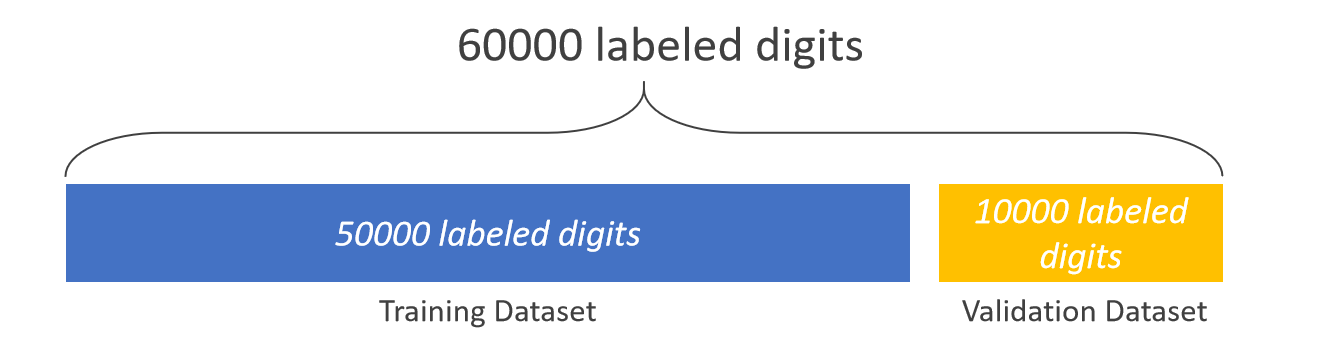 60000 labeled digits
50000 labeled digits
10000 labeled
digits
Training Dataset
Validation Dataset